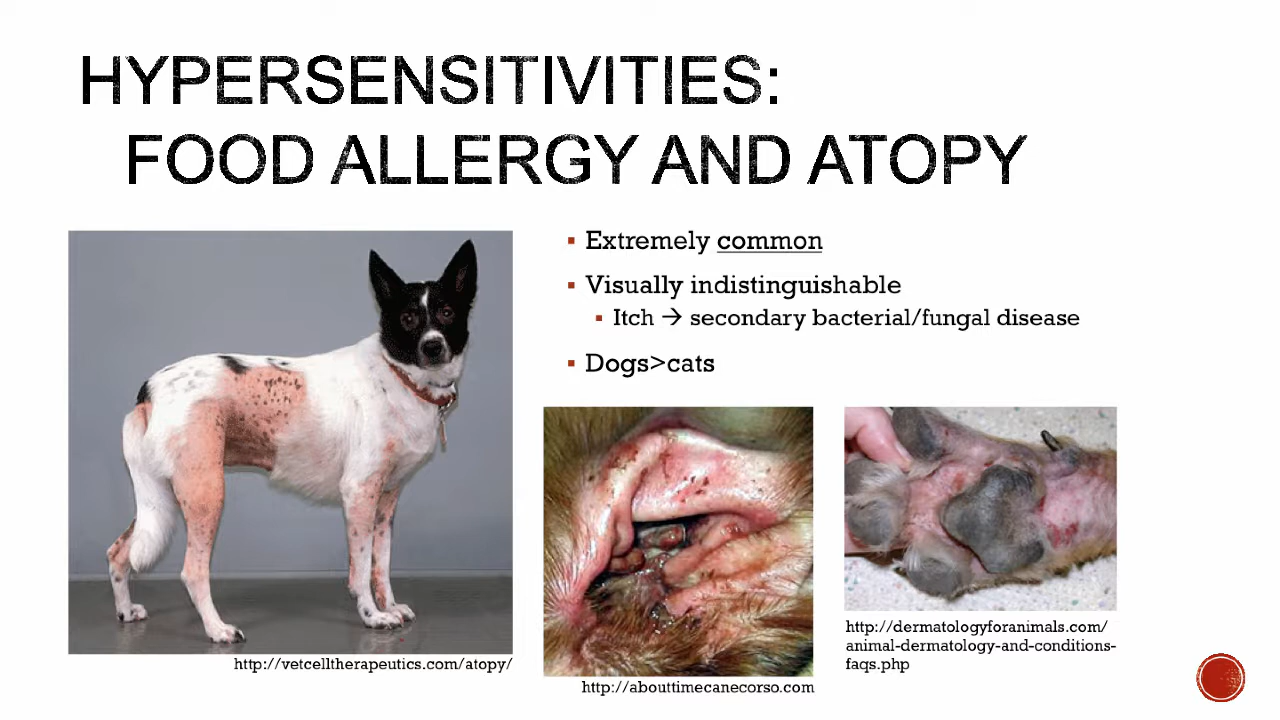 HYPERSENSITIVITIES:
FOOD ALLERGY AND ATOPY
▪ Extremely common
▪ Visually indistinguishable
▪ Itch → secondary bacterial/fungal disease
▪ Dogs>cats
http://vetcelltherapeutics.com/atopy/
http://abouttimecanecorso.com
http://dermatologyforanimals.com/
animal-dermatology-and-conditions-
faqs.php